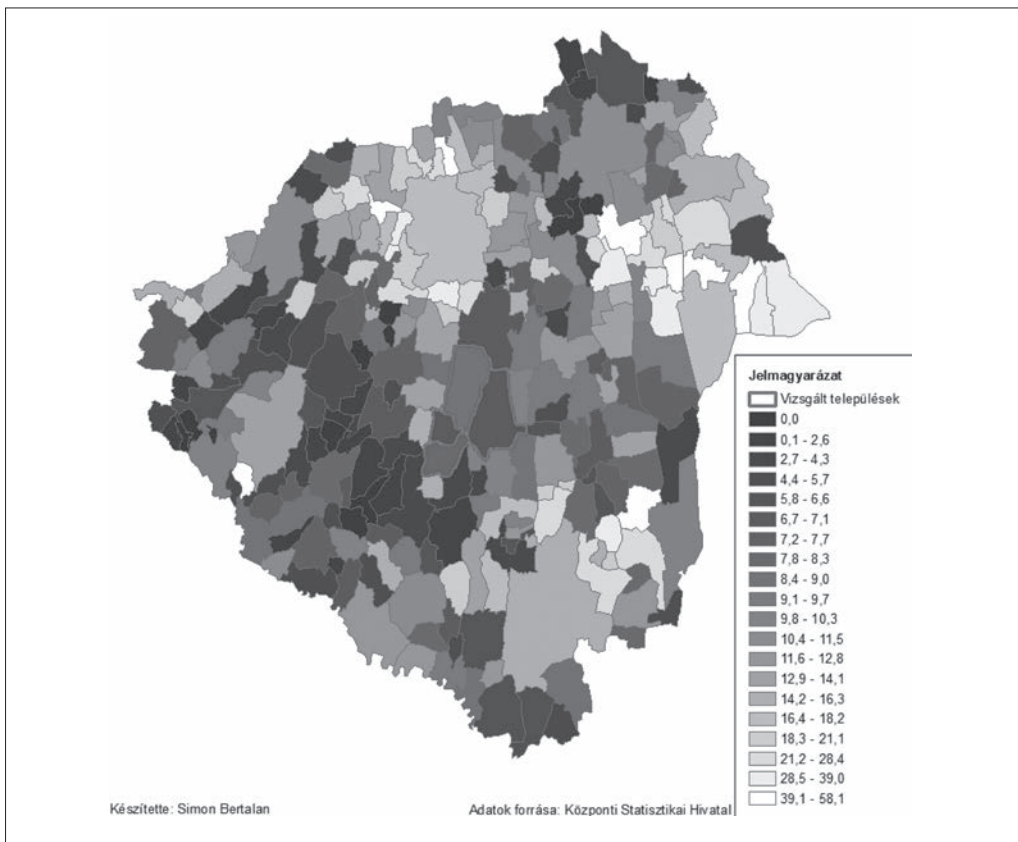 Jelmagyarázat
Vizsgált települések
0,0
0,1 - 2,6
2,7 - 4,3
4,4 - 5,7
5,8 - 6,6
6,7 - 7,1
7,2 - 7,7
7,8 - 8,3
8,4 - 9,0
9,1 - 9,7
9,8 - 10,3
10,4 - 11,5
11,6 - 12,8
12,9 - 14,1
14,2 - 16,3
16,4 - 18,2
18,3 - 21,1
21,2 - 28,4
28,5 - 39,0
39,1 - 58,1
Készítette: Simon Bertalan Adatok forrása: Központi Statisztikai Hivatal